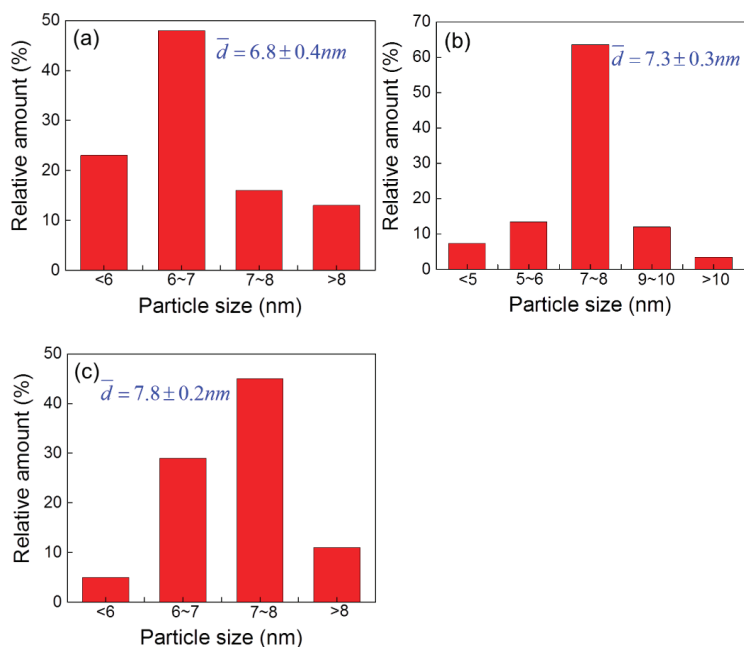 (a)
d̅ = 6.8 ± 0.4nm
50
40
30
20
10
0
Relative amount (%)
<6 6~7 7~8 >8
Particle size (nm)
(b)
d̅ = 7.3 ± 0.3nm
70
60
50
40
30
20
10
0
Relative amount (%)
<5 5~6 7~8 9~10 >10
Particle size (nm)
(c)
d̅ = 7.8 ± 0.2nm
50
40
30
20
10
0
Relative amount (%)
<6 6~7 7~8 >8
Particle size (nm)